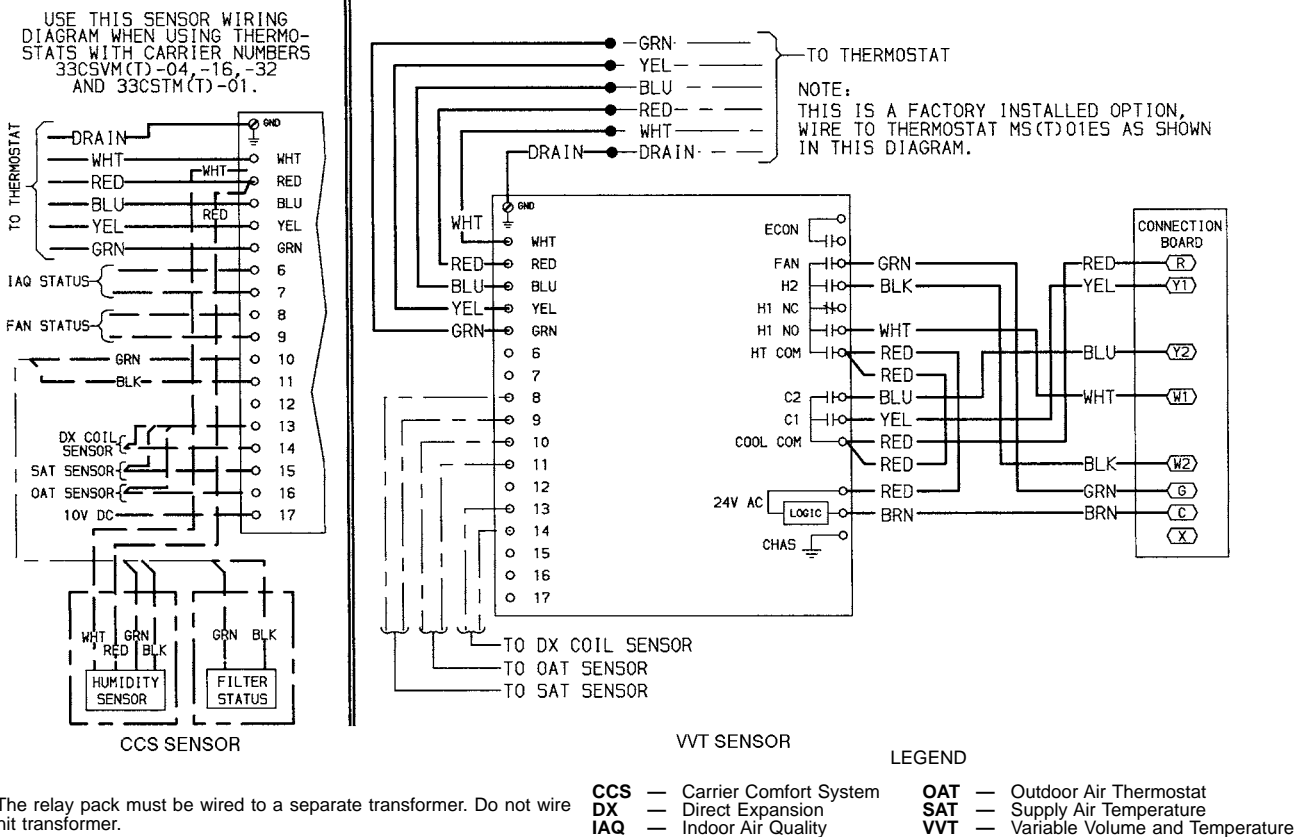 USE THIS SENSOR WIRING
DIAGRAM WHEN USING THERMO-
STATS WITH CARRIER NUMBERS
33CSVM(T)-04,-16,-32
AND 33CSTM(T)-01.
TO THERMOSTAT
DRAIN
WHT
RED
BLU
YEL
GRN
WHT
RED
GND
WHT
RED
BLU
YEL
GRN
6
7
8
9
10
11
12
13
14
15
16
17
IAQ STATUS
FAN STATUS
GRN
BLK
DX COIL
SENSOR
SAT SENSOR
OAT SENSOR
10V DC
WHT
RED
GRN
BLK
HUMIDITY
SENSOR
GRN
BLK
FILTER
STATUS
CCS SENSOR
GRN
YEL
BLU
RED
WHT
DRAIN
DRAIN
TO THERMOSTAT
NOTE:
THIS IS A FACTORY INSTALLED OPTION,
WIRE TO THERMOSTAT MS(T)01ES AS SHOWN
IN THIS DIAGRAM.
WHT
RED
BLU
YEL
GRN
GND
WHT
RED
BLU
YEL
GRN
6
7
8
9
10
11
12
13
14
15
16
17
ECON
FAN
H2
H1 NC
H1 NO
HT COM
C2
C1
COOL COM
24V AC
LOGIC
CHAS
GRN
BLK
WHT
RED
RED
BLU
YEL
RED
RED
RED
BRN
RED
YEL
BLU
WHT
BLK
GRN
BRN
CONNECTION
BOARD
R
Y1
Y2
W1
W2
G
C
X
TO DX COIL SENSOR
TO OAT SENSOR
TO SAT SENSOR
VVT SENSOR
LEGEND
The relay pack must be wired to a separate transformer. Do not wire
nit transformer.
CCS — Carrier Comfort System
DX — Direct Expansion
IAQ — Indoor Air Quality
OAT — Outdoor Air Thermostat
SAT — Supply Air Temperature
VVT — Variable Volume and Temperature